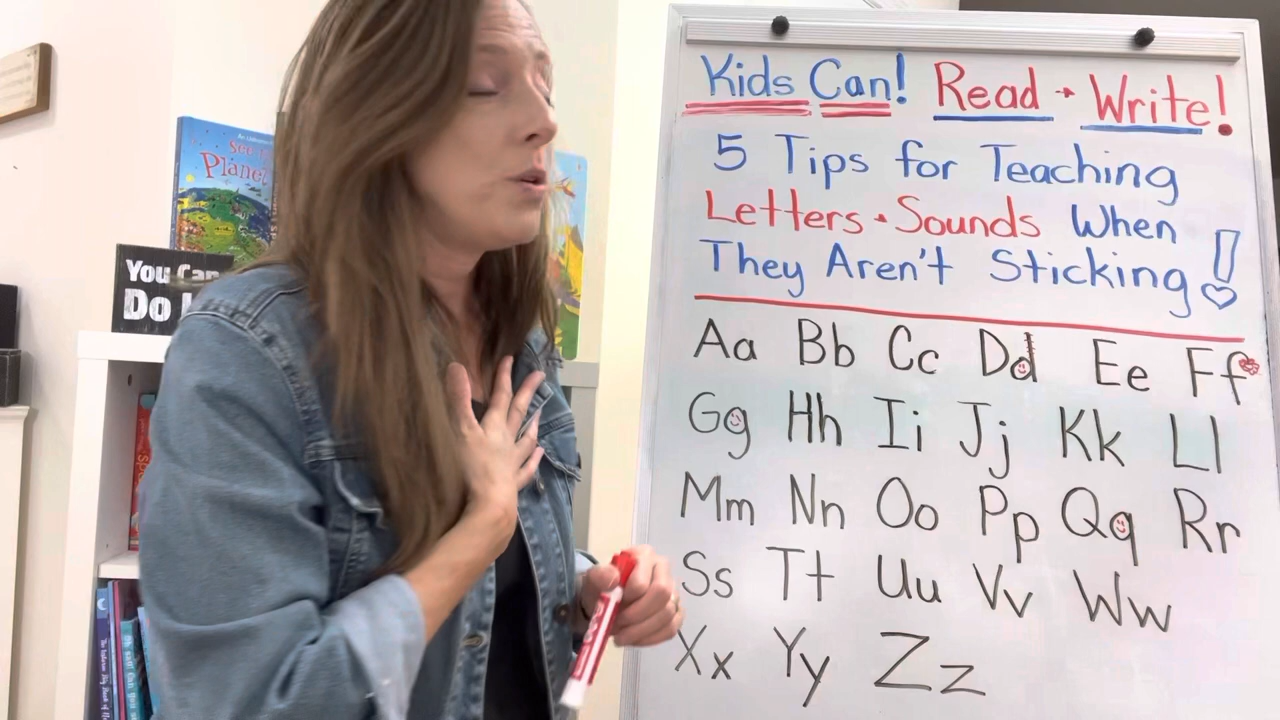 Kids Can! Read + Write!
5 Tips for Teaching
Letters + Sounds When
They Aren't Sticking!
Aa Bb Cc Dd Ee Ff
Gg Hh Ii Jj Kk Ll
Mm Nn Oo Pp Qq Rr
Ss Tt Uu Vv Ww
Xx Yy Zz
See
Planet
You Can
Do